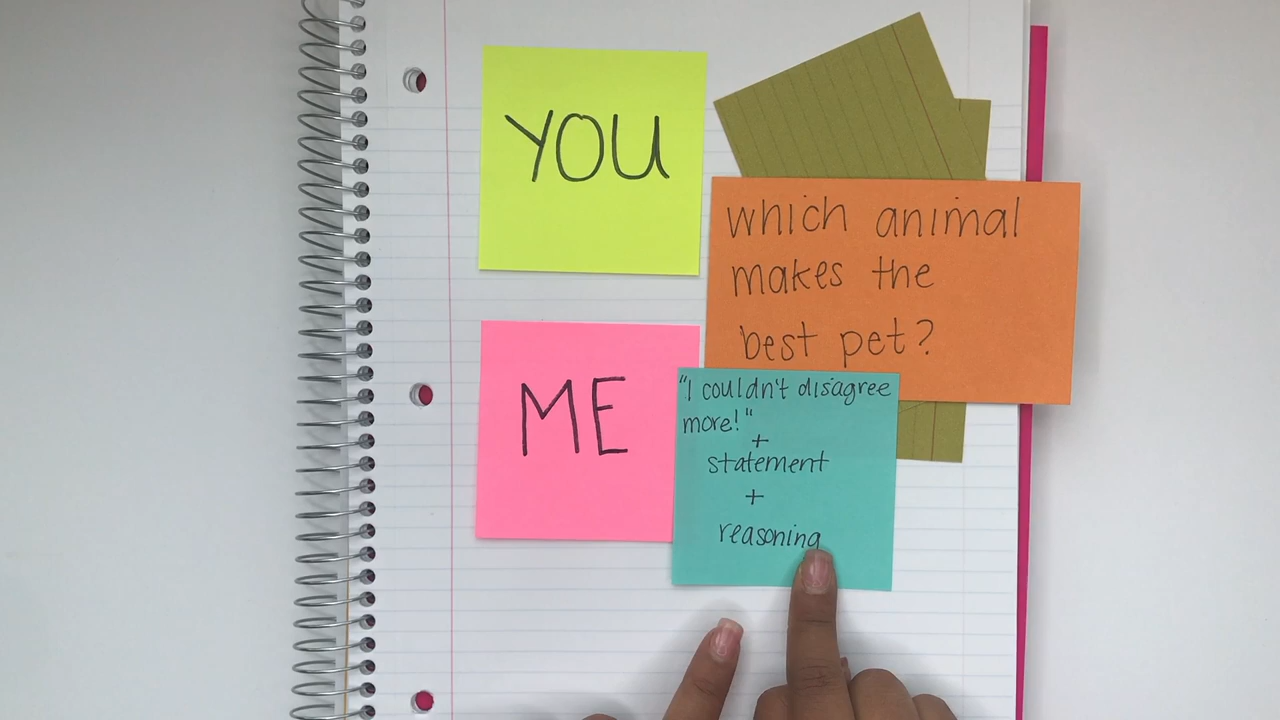 YOU
which animal
makes the
best pet?
ME
"I couldn't disagree
more!"
+
statement
+
reasoning